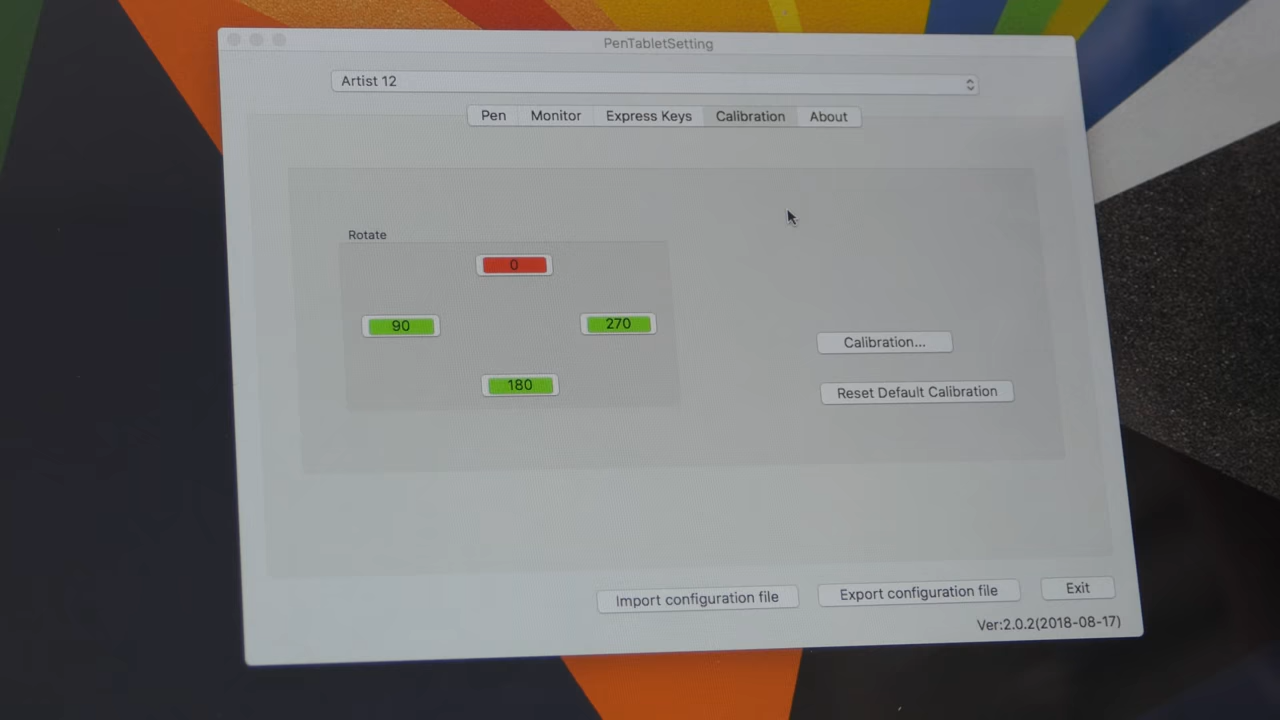 PenTabletSetting
Artist 12
Pen Monitor Express Keys Calibration About
Rotate
0
90 270
180
Calibration...
Reset Default Calibration
Import configuration file Export configuration file Exit
Ver:2.0.2(2018-08-17)